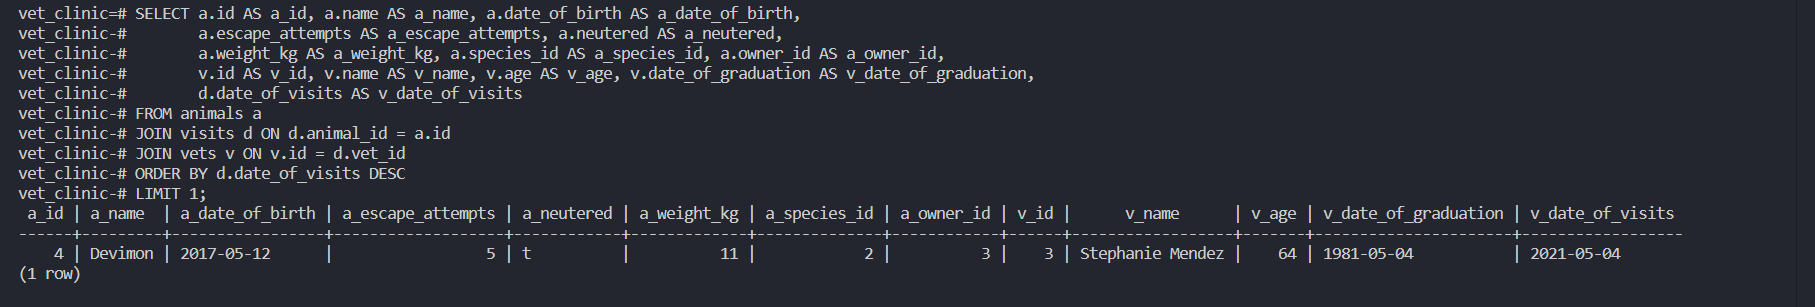 vet_clinic=# SELECT a.id AS a_id, a.name AS a_name, a.date_of_birth AS a_date_of_birth,
vet_clinic-#        a.escape_attempts AS a_escape_attempts, a.neutered AS a_neutered,
vet_clinic-#        a.weight_kg AS a_weight_kg, a.species_id AS a_species_id, a.owner_id AS a_owner_id,
vet_clinic-#        v.id AS v_id, v.name AS v_name, v.age AS v_age, v.date_of_graduation AS v_date_of_graduation,
vet_clinic-#        d.date_of_visits AS v_date_of_visits
vet_clinic-# FROM animals a
vet_clinic-# JOIN visits d ON d.animal_id = a.id
vet_clinic-# JOIN vets v ON v.id = d.vet_id
vet_clinic-# ORDER BY d.date_of_visits DESC
vet_clinic-# LIMIT 1;
 a_id | a_name  | a_date_of_birth | a_escape_attempts | a_neutered | a_weight_kg | a_species_id | a_owner_id | v_id |     v_name      | v_age | v_date_of_graduation | v_date_of_visits
------+---------+-----------------+-------------------+------------+-------------+--------------+------------+------+------------------+-------+----------------------+------------------
    4 | Devimon | 2017-05-12      |                 5 | t          |          11 |            2 |          3 |    3 | Stephanie Mendez |    64 | 1981-05-04           | 2021-05-04
(1 row)